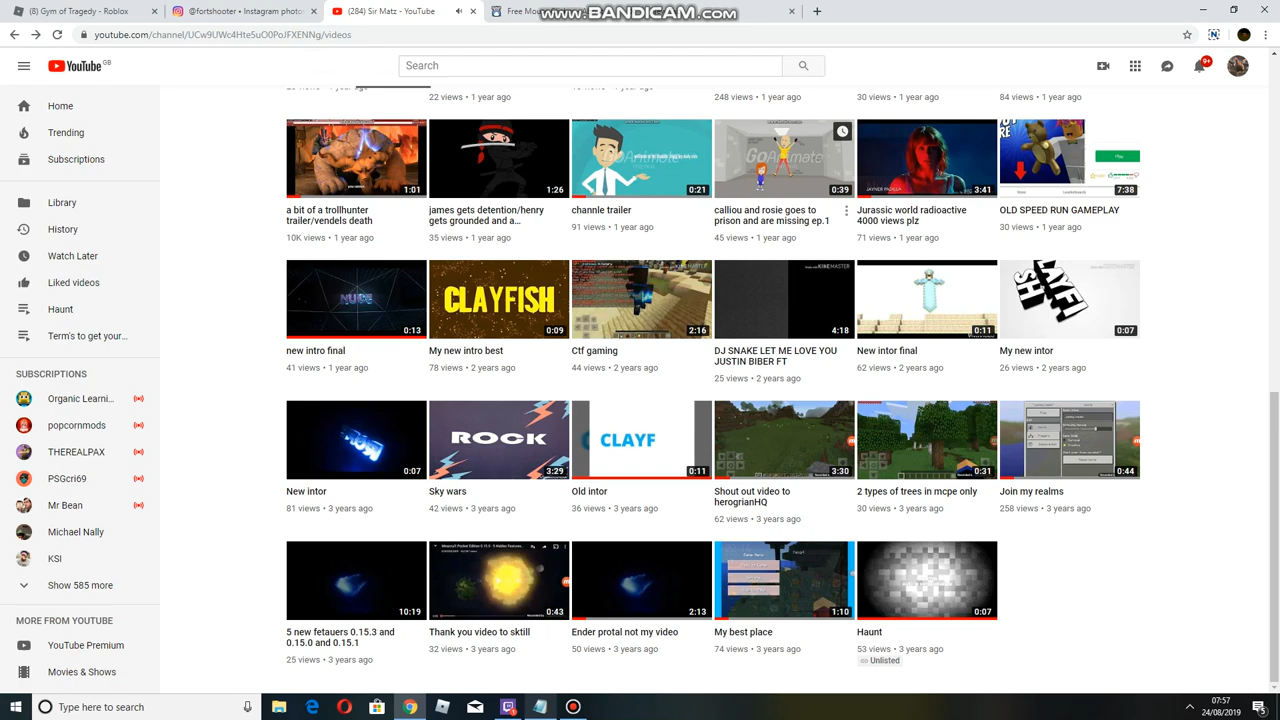 (8) Gym of Tragedy - Roblox
@fortshooter • Instagram photo
(284) Sir Matz - YouTube
Free Mo
www.BANDICAM.com
youtube.com/channel/UCw9UWc4Hte5uO0PoJFXENNg/videos
YouTube GB
Search
9+
22 views • 1 year ago
248 views • 1 year ago
30 views • 1 year ago
84 views • 1 year ago
Home
Trending
Subscriptions
Library
History
Watch Later
Liked videos
Haunt
Term's to get your...
SUBSCRIPTIONS
Organic Learni...
popcornmods
THEREALPAX
PSGcri69
Mr Bean
Michael Nally
KSI
Show 585 more
MORE FROM YOUTUBE
YouTube Premium
Movies & Shows
1:01
a bit of a trollhunter
trailer/vendels death
10K views • 1 year ago
1:26
james gets detention/henry
gets grounded and a...
35 views • 1 year ago
0:21
channle trailer
91 views • 1 year ago
GoAnimate
0:39
calliou and rosie goes to
prison and are missing ep.1
45 views • 1 year ago
JAYNER PADILLA
3:41
Jurassic world radioactive
4000 views plz
71 views • 1 year ago
7:38
OLD SPEED RUN GAMEPLAY
30 views • 1 year ago
NUPE
0:13
new intro final
41 views • 1 year ago
CLAYFISH
0:09
My new intro best
78 views • 2 years ago
2:16
Ctf gaming
44 views • 2 years ago
KINEMASTER
4:18
DJ SNAKE LET ME LOVE YOU
JUSTIN BIBER FT
25 views • 2 years ago
0:11
New intor final
62 views • 2 years ago
0:07
My new intor
26 views • 2 years ago
0:07
New intor
81 views • 3 years ago
ROCK
3:29
Sky wars
42 views • 3 years ago
CLAYF
0:11
Old intor
36 views • 3 years ago
3:30
Shout out video to
herogrianHQ
62 views • 3 years ago
0:31
2 types of trees in mcpe only
30 views • 3 years ago
0:44
Join my realms
258 views • 3 years ago
10:19
5 new fetauers 0.15.3 and
0.15.0 and 0.15.1
25 views • 3 years ago
0:43
Thank you video to sktill
32 views • 3 years ago
2:13
Ender protal not my video
50 views • 3 years ago
1:10
My best place
74 views • 3 years ago
0:07
Haunt
53 views • 3 years ago
Unlisted
Type here to search
07:57
24/08/2019
5